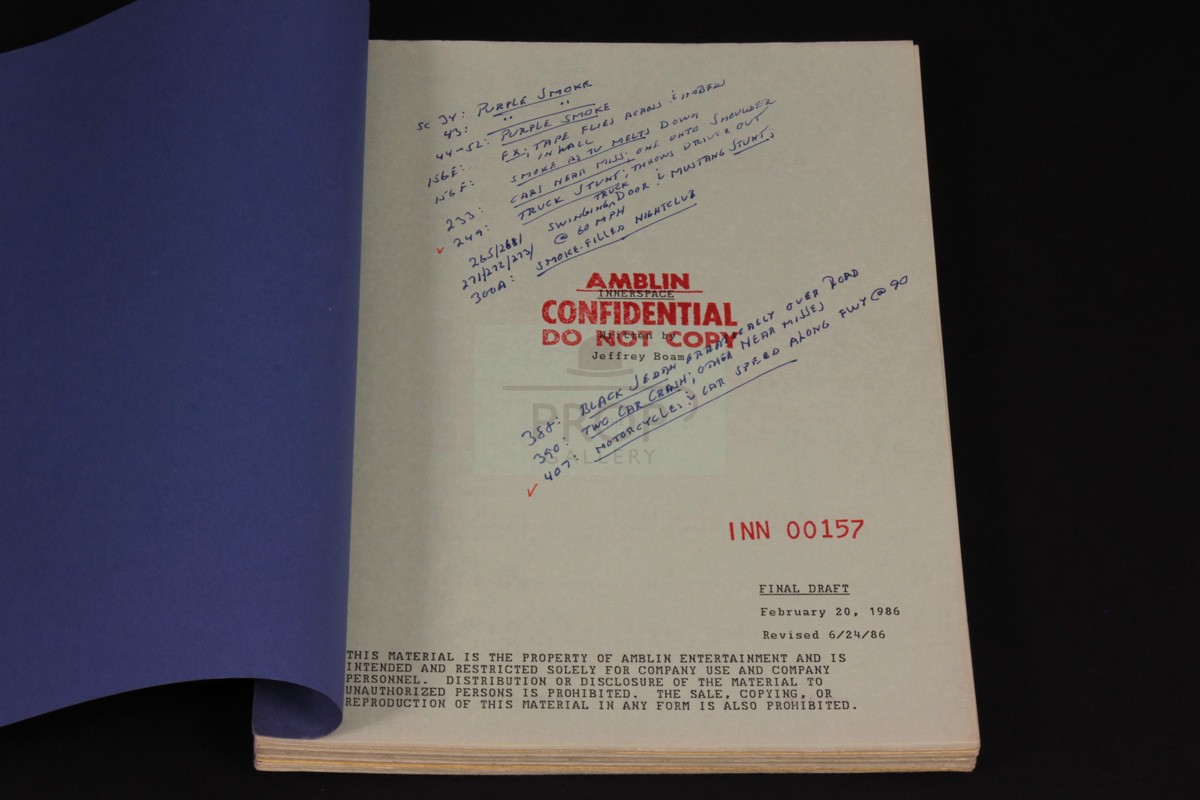 SC 34: PURPLE SMOKE
43: " "
44-52: PURPLE SMOKE
156E: FX; TAPE FLIES ACROSS & IMBEDS
IN WALL
156F: SMOKE AS TV MELTS DOWN
233: CARS NEAR MISS; ONE ONTO SHOULDER
✓ 249: TRUCK STUNT; THROWS DRIVER OUT
265/268/
271/272/273/ SWINGING TRUCK DOOR & MUSTANG STUNTS
@ 60 MPH
300A: SMOKE-FILLED NIGHTCLUB
AMBLIN
INNERSPACE
CONFIDENTIAL
Written by
DO NOT COPY
Jeffrey Boam
388: BLACK SEDAN ERRATICALLY OVER ROAD
390: TWO CAR CRASH; OTHER NEAR MISSES
✓ 407: MOTORCYCLE & CAR SPEED ALONG FWY @ 90
PROP
GALLERY
INN 00157
FINAL DRAFT
February 20, 1986
Revised 6/24/86
THIS MATERIAL IS THE PROPERTY OF AMBLIN ENTERTAINMENT AND IS
INTENDED AND RESTRICTED SOLELY FOR COMPANY USE AND COMPANY
PERSONNEL. DISTRIBUTION OR DISCLOSURE OF THE MATERIAL TO
UNAUTHORIZED PERSONS IS PROHIBITED. THE SALE, COPYING, OR
REPRODUCTION OF THIS MATERIAL IN ANY FORM IS ALSO PROHIBITED.